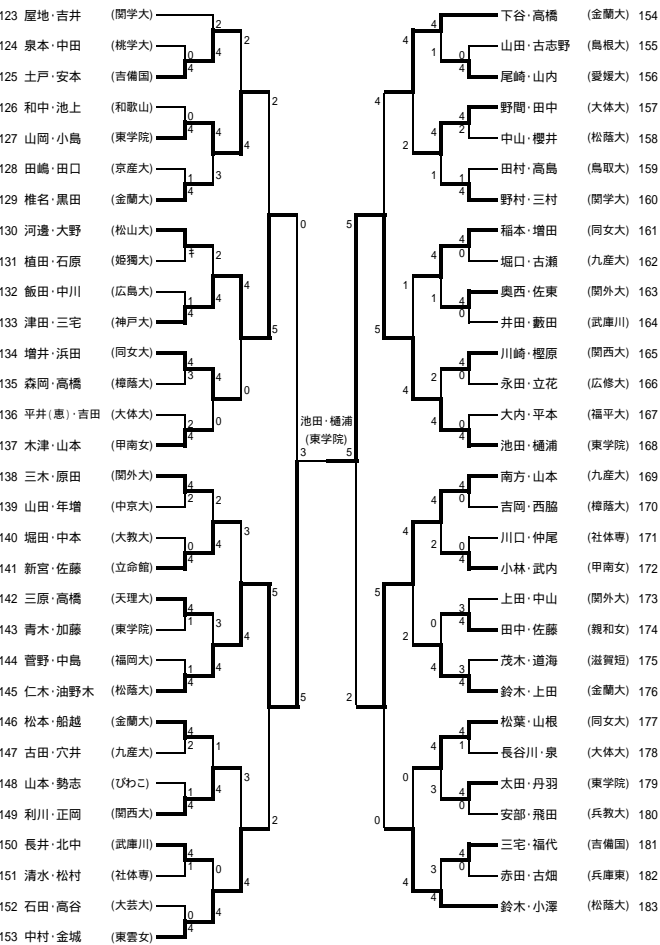 123 屋地・吉井 (関学大)
124 泉本・中田 (桃学大)
125 土戸・安本 (吉備国)
126 和中・池上 (和歌山)
127 山岡・小島 (東学院)
128 田嶋・田口 (京産大)
129 椎名・黒田 (金蘭大)
130 河邊・大野 (松山大)
131 植田・石原 (姫獨大)
132 飯田・中川 (広島大)
133 津田・三宅 (神戸大)
134 増井・浜田 (同女大)
135 森岡・高橋 (樟蔭大)
136 平井(恵)・吉田 (大体大)
137 木津・山本 (甲南女)
138 三木・原田 (関外大)
139 山田・年増 (中京大)
140 堀田・中本 (大教大)
141 新宮・佐藤 (立命館)
142 三原・高橋 (天理大)
143 青木・加藤 (東学院)
144 菅野・中島 (福岡大)
145 仁木・油野木 (松蔭大)
146 松本・船越 (金蘭大)
147 古田・穴井 (九産大)
148 山本・勢志 (びわこ)
149 利川・正岡 (関西大)
150 長井・北中 (武庫川)
151 清水・松村 (社体専)
152 石田・高谷 (大芸大)
153 中村・金城 (東雲女)
池田・樋浦
(東学院)
3 5
下谷・高橋 (金蘭大) 154
山田・古志野 (島根大) 155
尾崎・山内 (愛媛大) 156
野間・田中 (大体大) 157
中山・櫻井 (松蔭大) 158
田村・高島 (鳥取大) 159
野村・三村 (関学大) 160
稲本・増田 (同女大) 161
堀口・古瀬 (九産大) 162
奥西・佐東 (関外大) 163
井田・藪田 (武庫川) 164
川崎・樫原 (関西大) 165
永田・立花 (広修大) 166
大内・平本 (福平大) 167
池田・樋浦 (東学院) 168
南方・山本 (九産大) 169
吉岡・西脇 (樟蔭大) 170
川口・仲尾 (社体専) 171
小林・武内 (甲南女) 172
上田・中山 (関外大) 173
田中・佐藤 (親和女) 174
茂木・道海 (滋賀短) 175
鈴木・上田 (金蘭大) 176
松葉・山根 (同女大) 177
長谷川・泉 (大体大) 178
太田・丹羽 (東学院) 179
安部・飛田 (兵教大) 180
三宅・福代 (吉備国) 181
赤田・古畑 (兵庫東) 182
鈴木・小澤 (松蔭大) 183